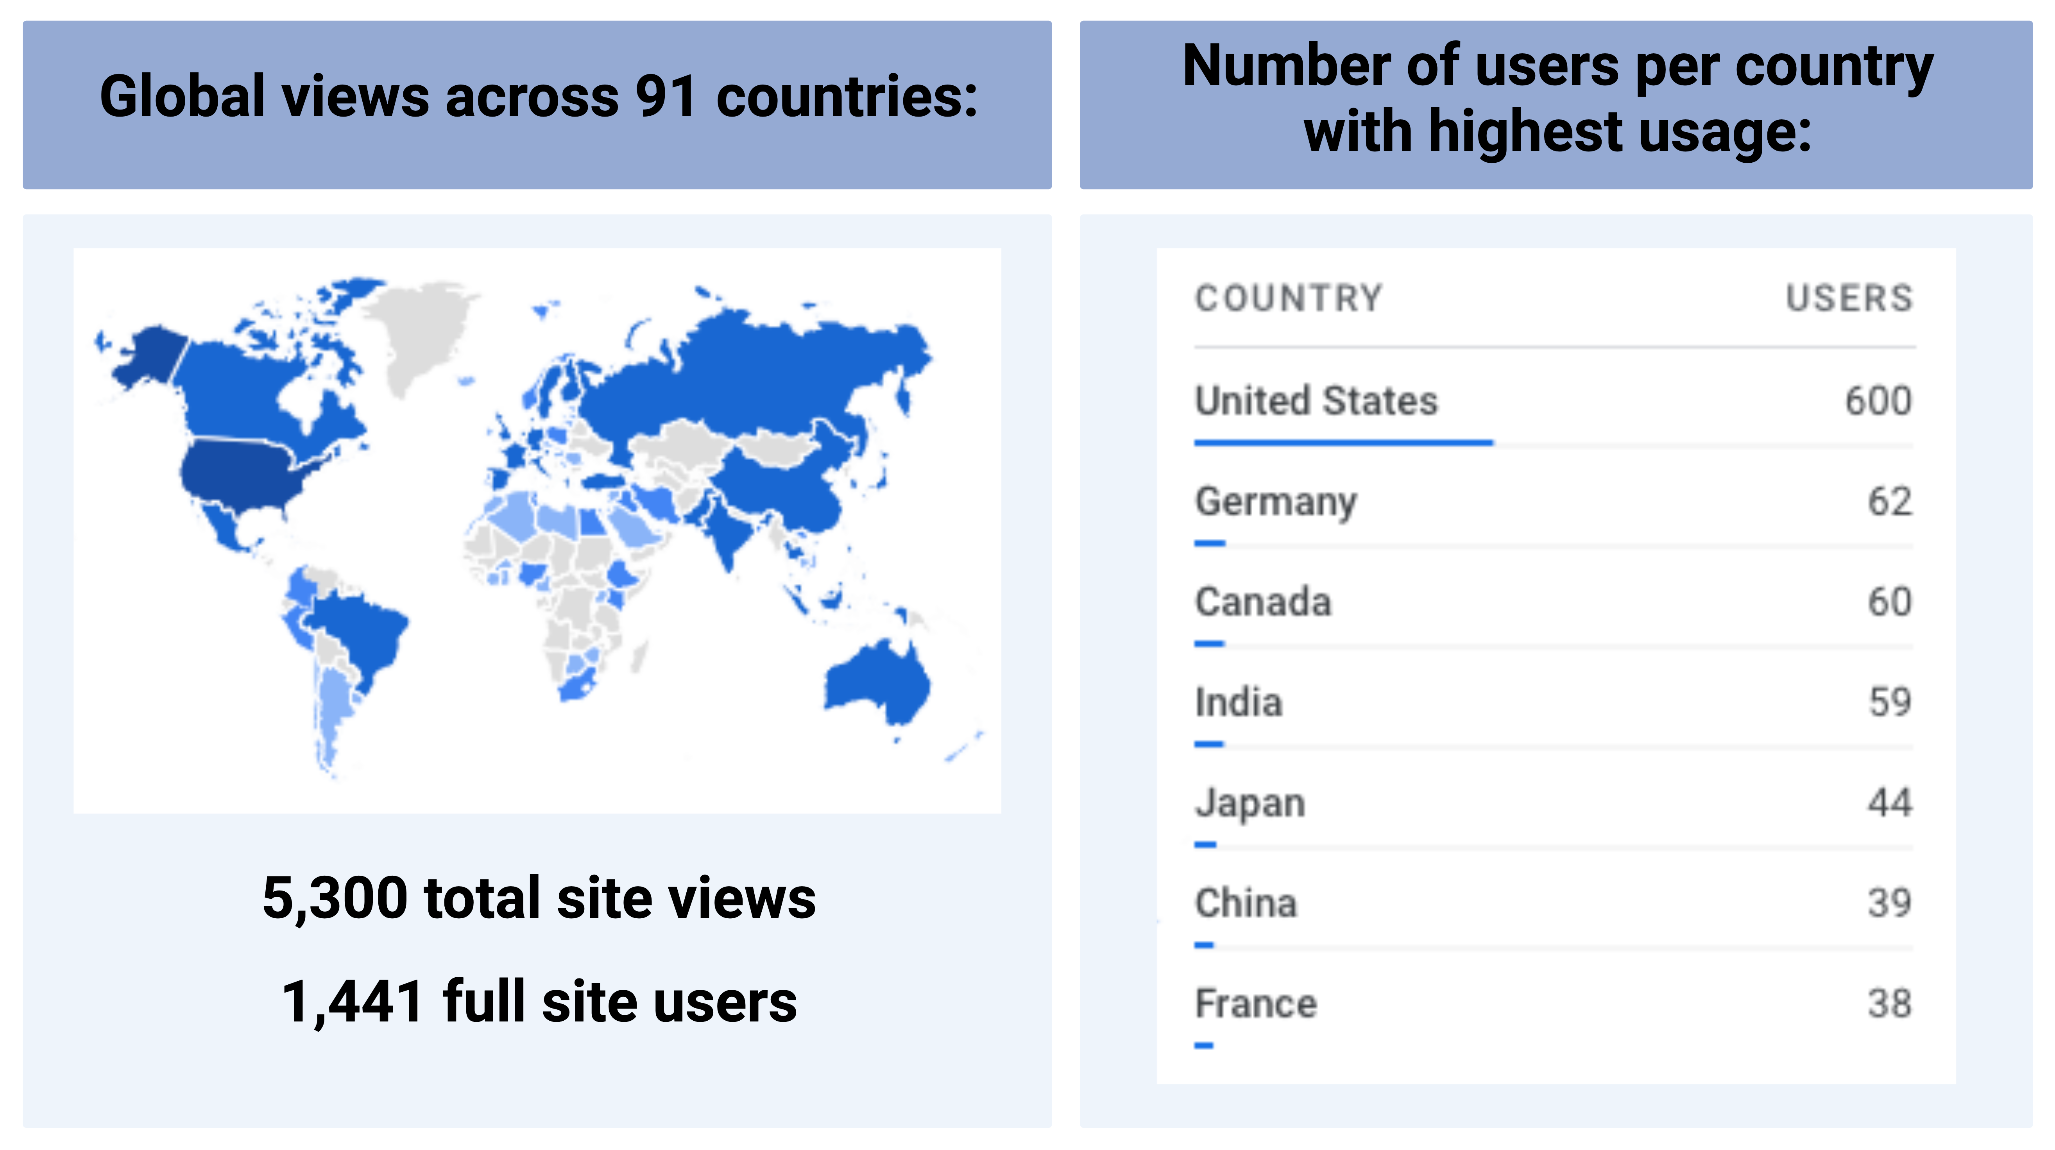 Global views across 91 countries:
5,300 total site views
1,441 full site users
Number of users per country
with highest usage:
COUNTRY USERS
United States 600
Germany 62
Canada 60
India 59
Japan 44
China 39
France 38